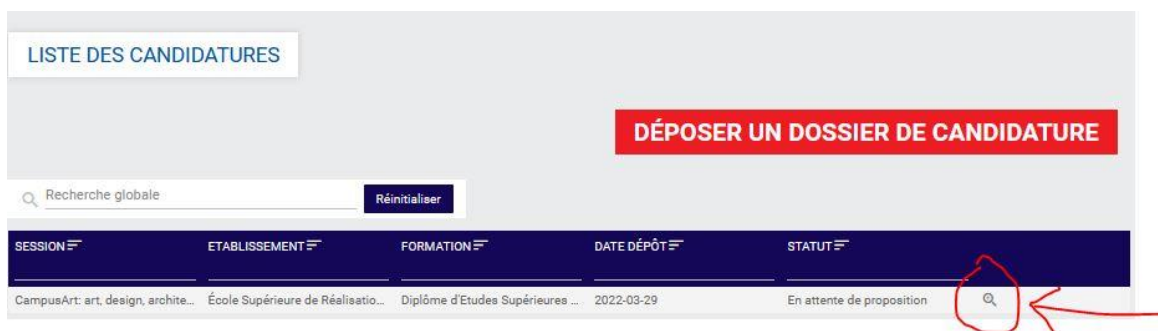 LISTE DES CANDIDATURES
DÉPOSER UN DOSSIER DE CANDIDATURE
Recherche globale Réinitialiser
SESSION ETABLISSEMENT FORMATION DATE DÉPÔT STATUT
CampusArt: art, design, archite... École Supérieure de Réalisatio... Diplôme d'Etudes Supérieures ... 2022-03-29 En attente de proposition